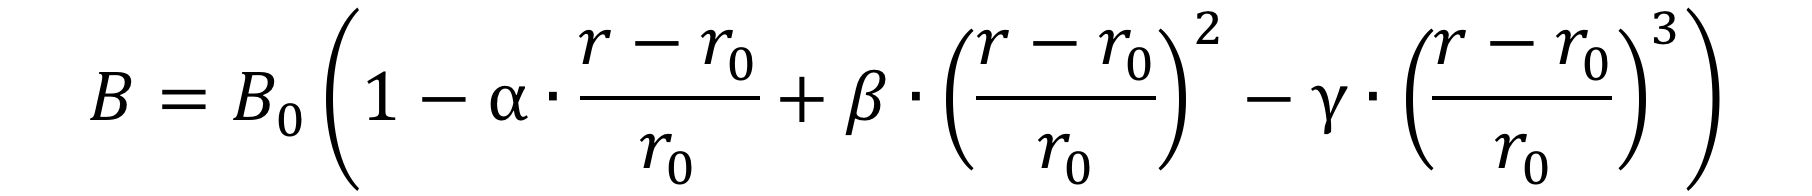 B = B₀(1 − α · (r − r₀)/r₀ + β · ((r − r₀)/r₀)² − γ · ((r − r₀)/r₀)³)